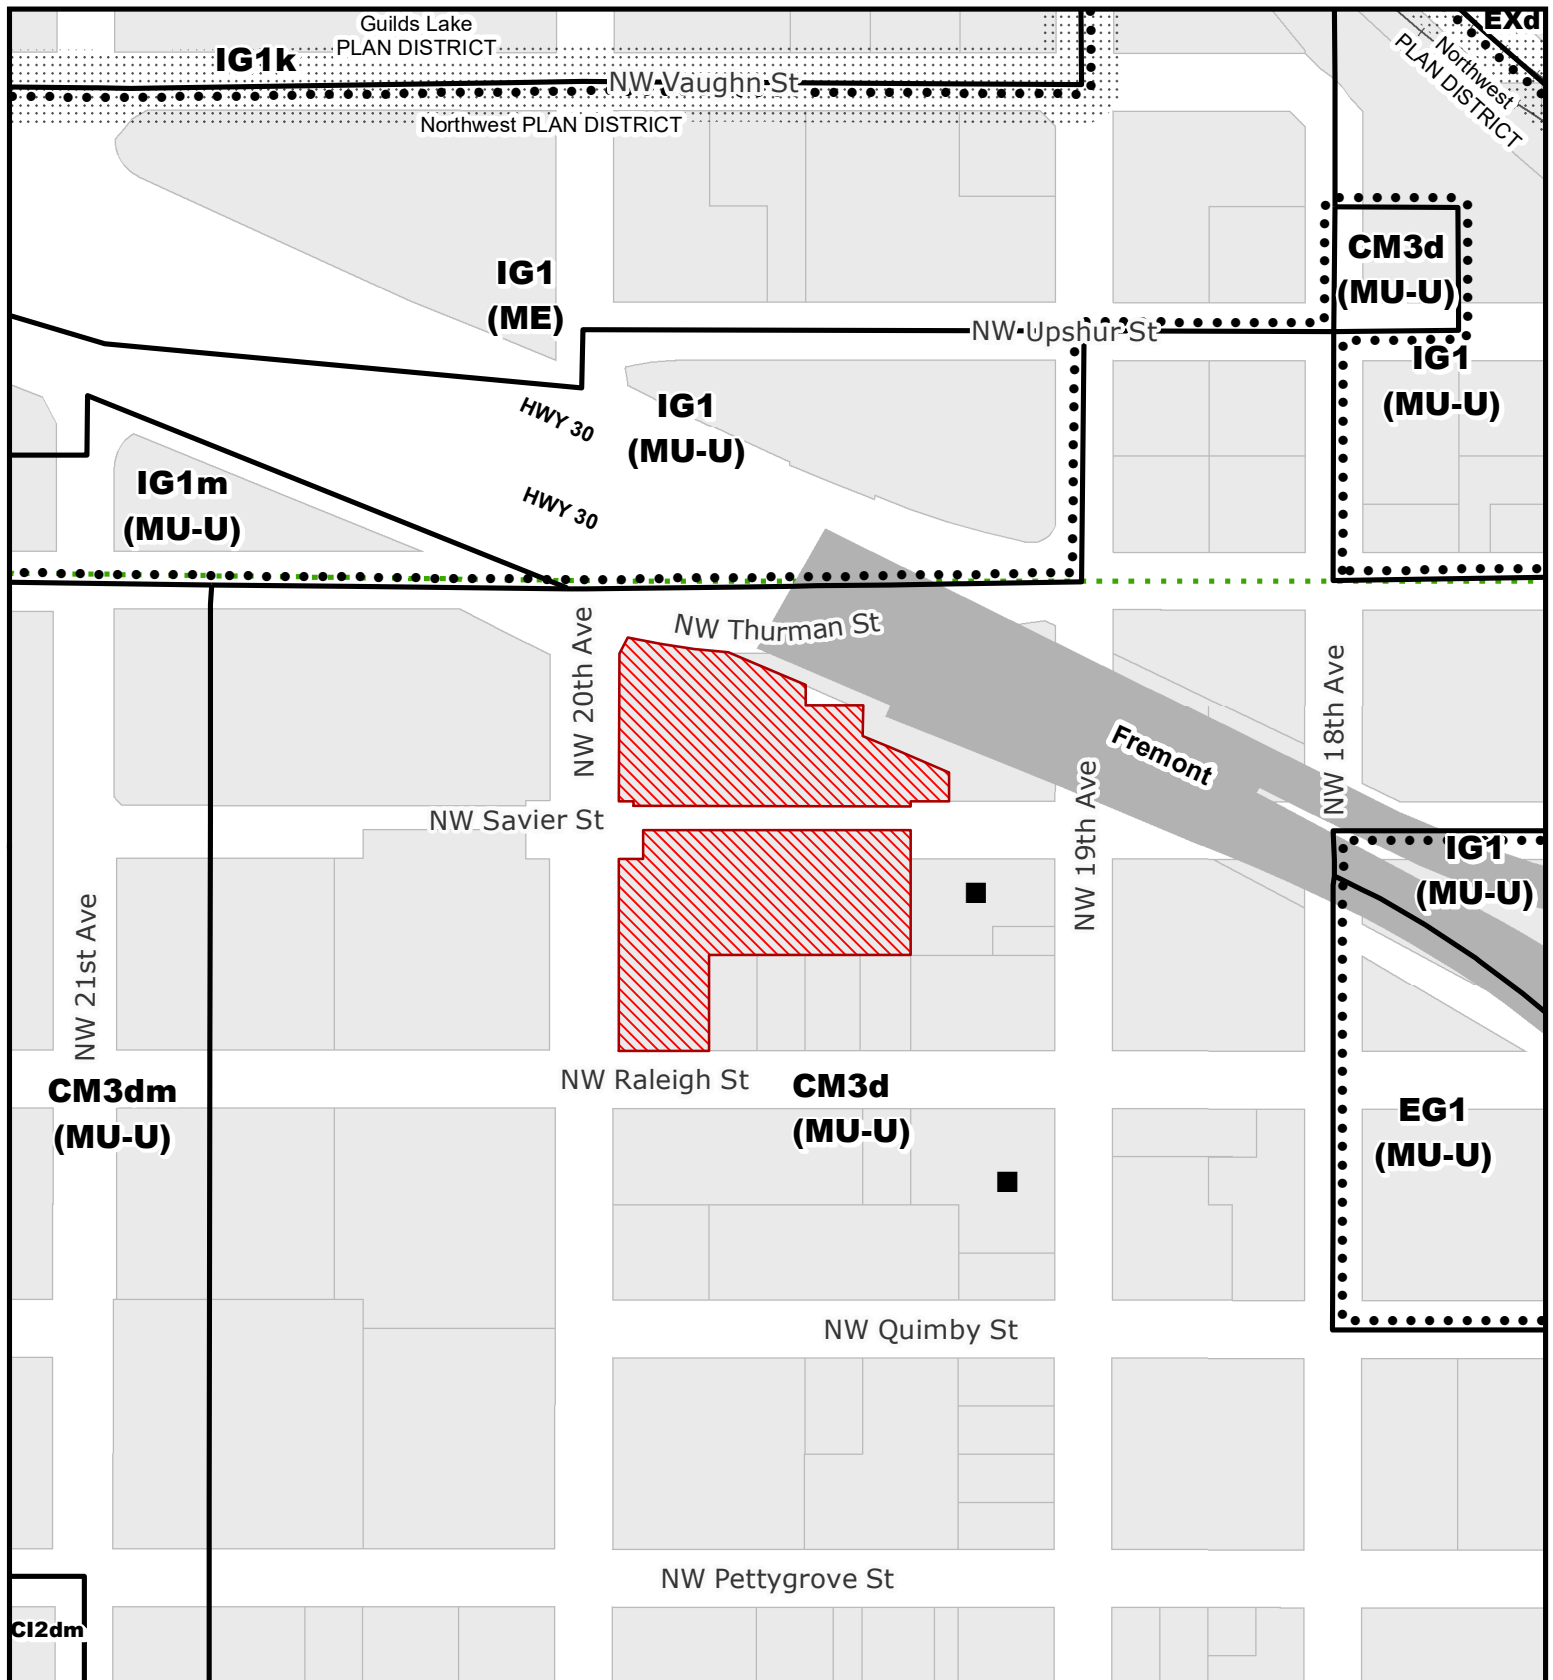 Guilds Lake
PLAN DISTRICT
EXd
IG1k
NW Vaughn St
Northwest
PLAN DISTRICT
Northwest PLAN DISTRICT
CM3d
(MU-U)
IG1
(ME)
NW Upshur St
IG1
(MU-U)
HWY 30
IG1
(MU-U)
IG1m
(MU-U)
HWY 30
NW Thurman St
NW 20th Ave
NW 18th Ave
Fremont
NW 19th Ave
NW Savier St
IG1
(MU-U)
NW 21st Ave
NW Raleigh St
CM3dm
(MU-U)
CM3d
(MU-U)
EG1
(MU-U)
NW Quimby St
NW Pettygrove St
CI2dm